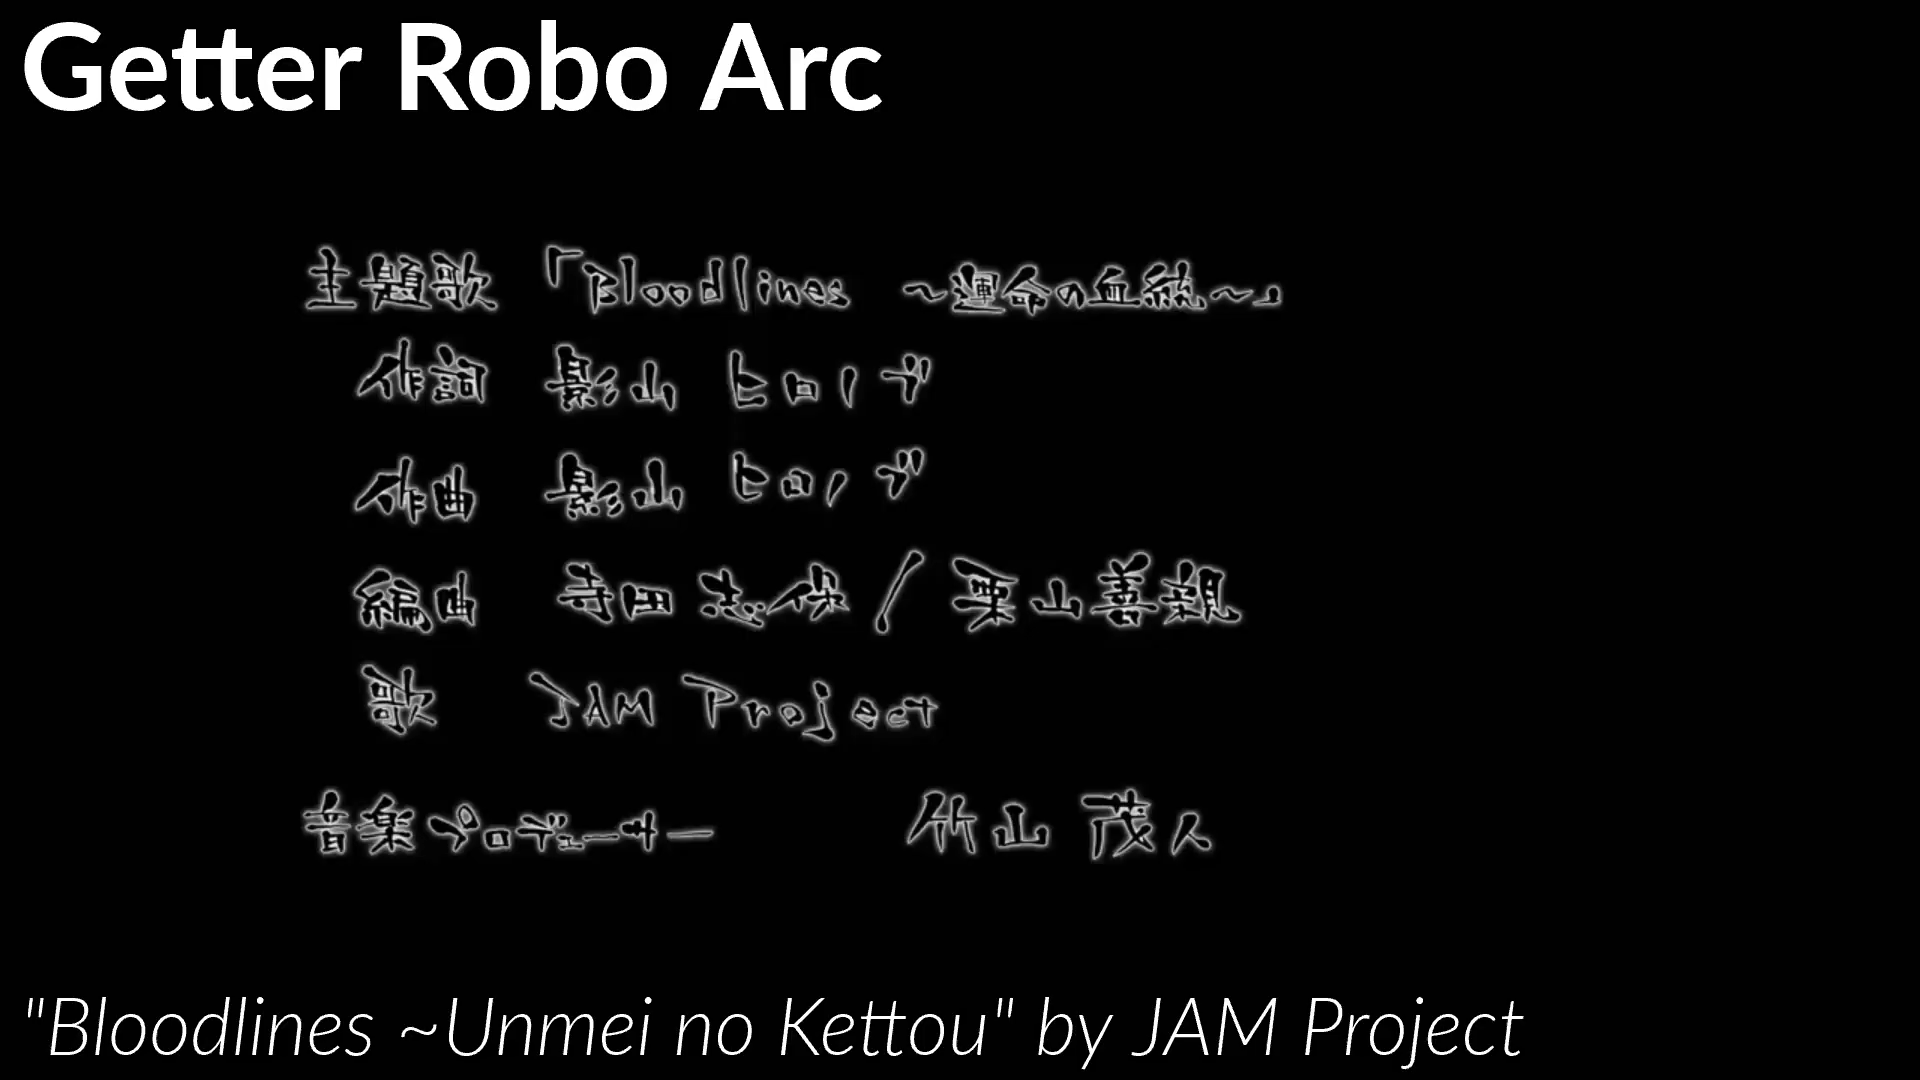 Getter Robo Arc
主題歌 「Bloodlines ～運命の血統～」
作詞 影山 ヒロノブ
作曲 影山 ヒロノブ
編曲 寺田 志保 / 栗山善親
歌 JAM Project
音楽プロデューサー 竹山 茂人
"Bloodlines ~Unmei no Kettou" by JAM Project